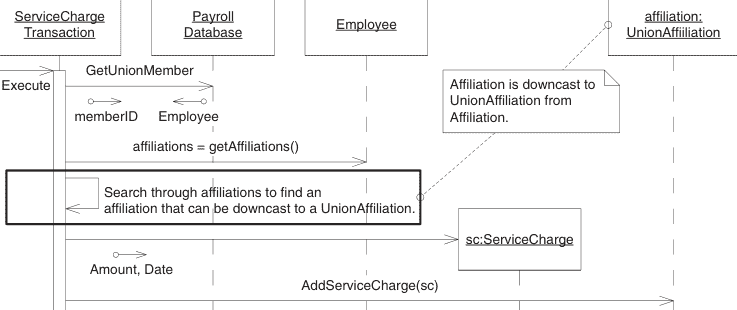 ServiceCharge
Transaction
Payroll
Database
Employee
affiliation:
UnionAffiiliation
Execute
GetUnionMember
memberID
Employee
Affiliation is downcast to
UnionAffiliation from
Affiliation.
affiliations = getAffiliations()
Search through affiliations to find an
affiliation that can be downcast to a UnionAffiliation.
sc:ServiceCharge
Amount, Date
AddServiceCharge(sc)